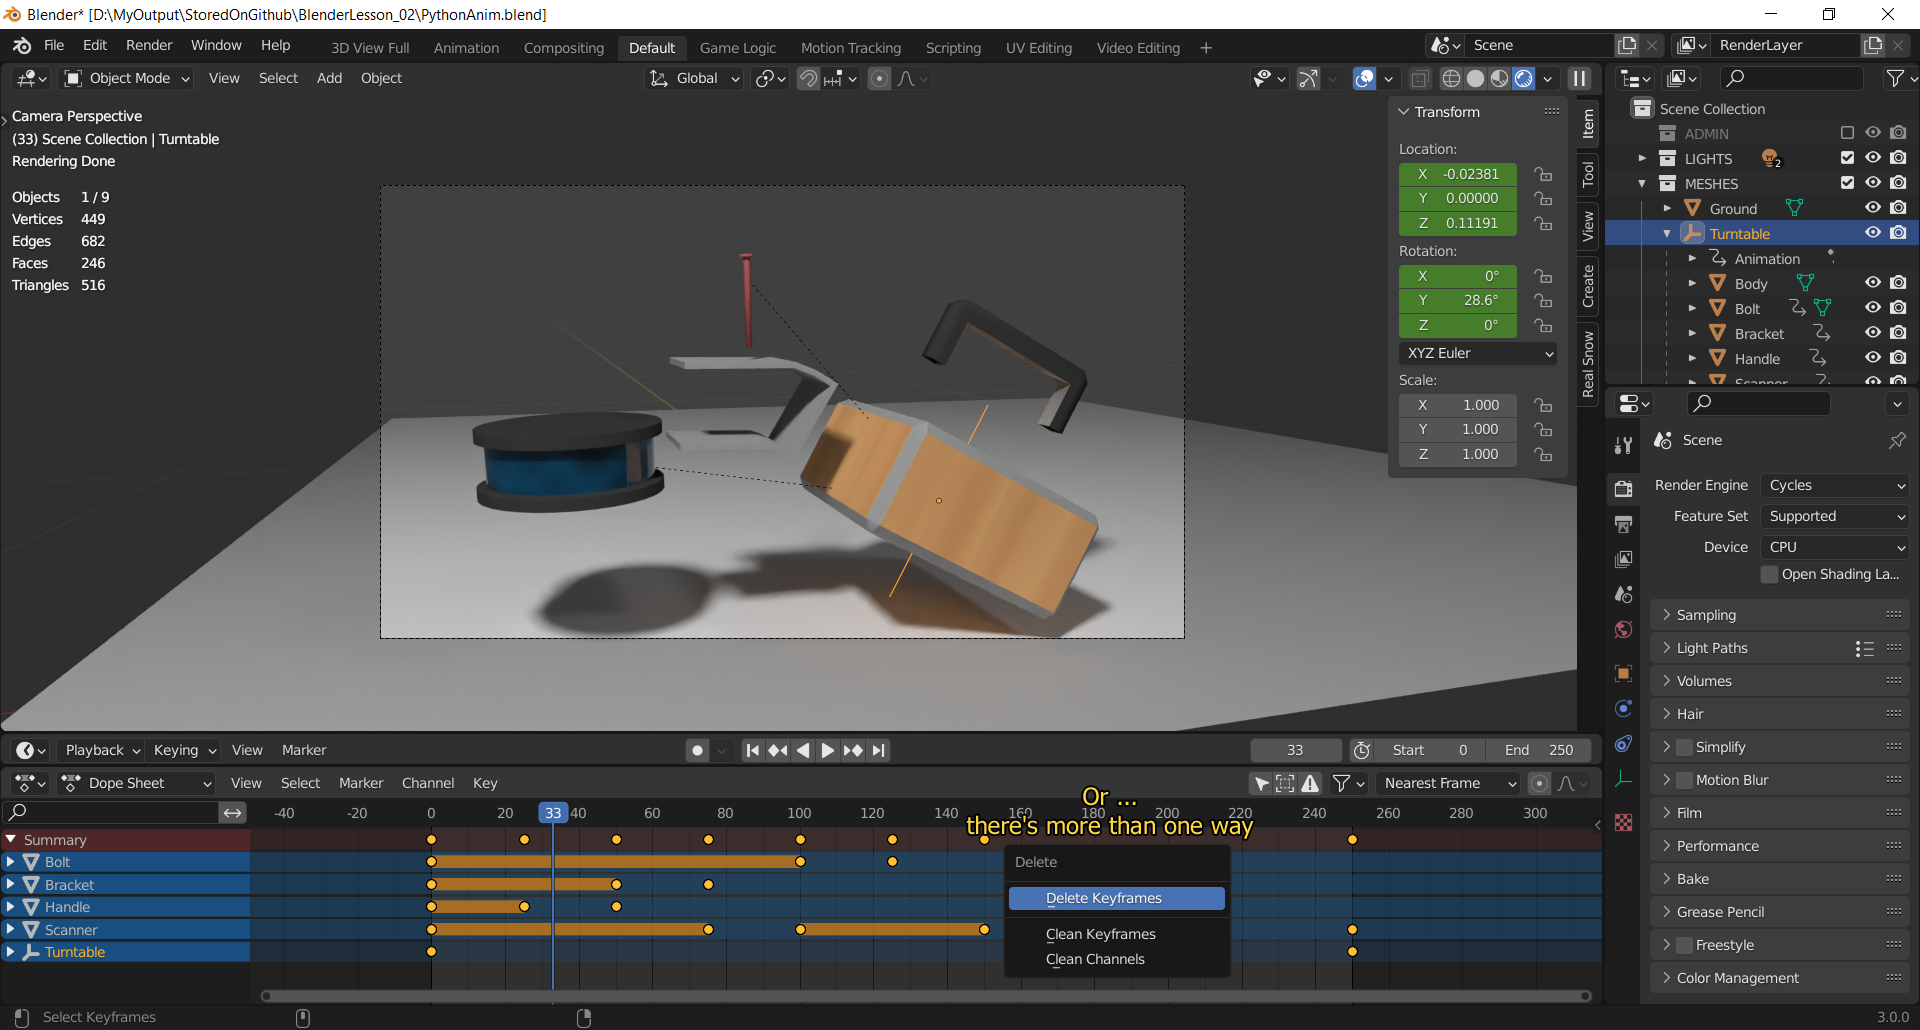 Blender* [D:\MyOutput\StoredOnGithub\BlenderLesson_02\PythonAnim.blend]
File Edit Render Window Help 3D View Full Animation Compositing Default Game Logic Motion Tracking Scripting UV Editing Video Editing + Scene RenderLayer
Object Mode View Select Add Object Global
Camera Perspective
(33) Scene Collection | Turntable
Rendering Done
Objects 1 / 9
Vertices 449
Edges 682
Faces 246
Triangles 516
Transform
Location:
X -0.02381
Y 0.00000
Z 0.11191
Rotation:
X 0°
Y 28.6°
Z 0°
XYZ Euler
Scale:
X 1.000
Y 1.000
Z 1.000
Item
Tool
View
Create
Real Snow
Scene Collection
ADMIN
LIGHTS 2
MESHES
Ground
Turntable
Animation
Body
Bolt
Bracket
Handle
Scanner
Scene
Render Engine Cycles
Feature Set Supported
Device CPU
Open Shading La...
Sampling
Light Paths
Volumes
Hair
Simplify
Motion Blur
Film
Performance
Bake
Grease Pencil
Freestyle
Color Management
Playback Keying View Marker 33 Start 0 End 250
Dope Sheet View Select Marker Channel Key Nearest Frame
Or ...
there's more than one way
-40 -20 0 20 33 40 60 80 100 120 140 160 180 200 220 240 260 280 300
Summary
Bolt
Bracket
Handle
Scanner
Turntable
Delete
Delete Keyframes
Clean Keyframes
Clean Channels
Select Keyframes
3.0.0